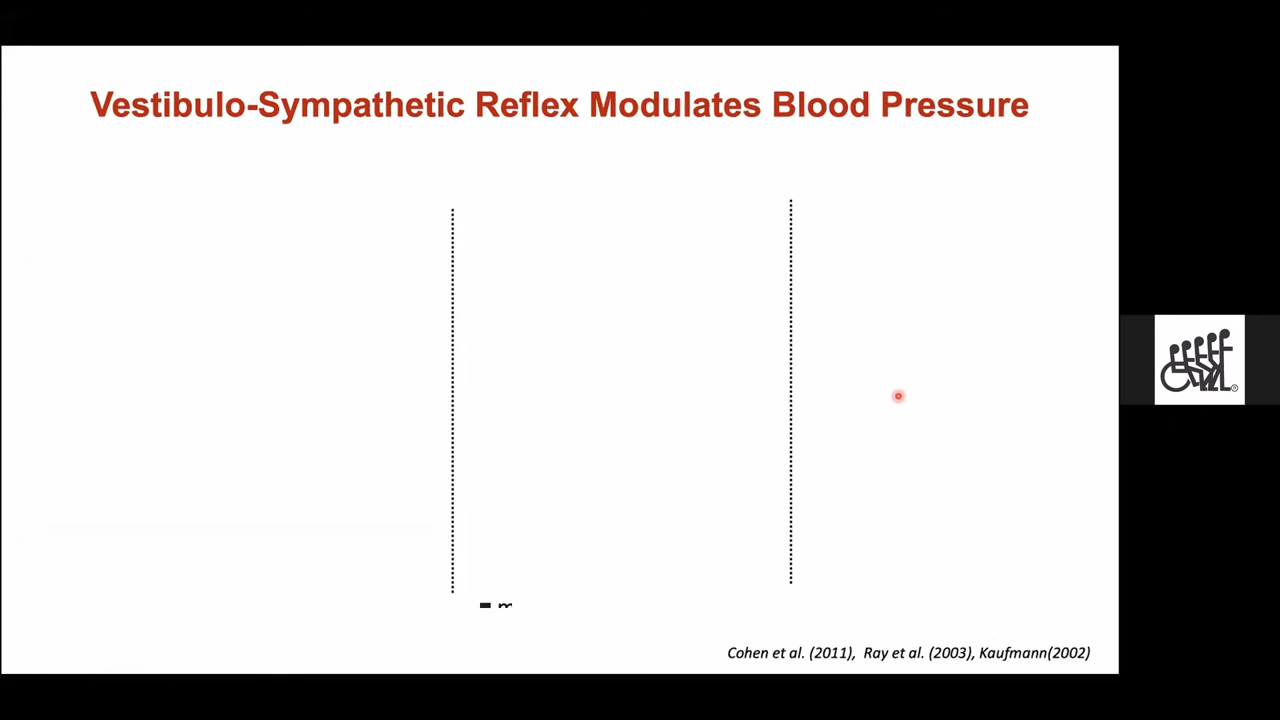 Vestibulo-Sympathetic Reflex Modulates Blood Pressure
Cohen et al. (2011), Ray et al. (2003), Kaufmann(2002)